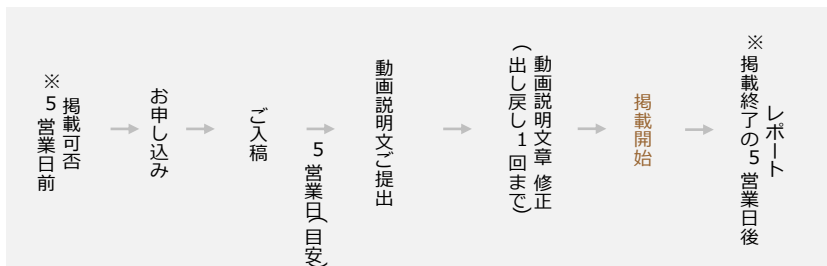 掲載可否
※5営業日前
お申し込み
ご入稿
5営業日(目安)
動画説明文ご提出
動画説明文章 修正
(出し戻し1回まで)
掲載開始
レポート
※掲載終了の5営業日後